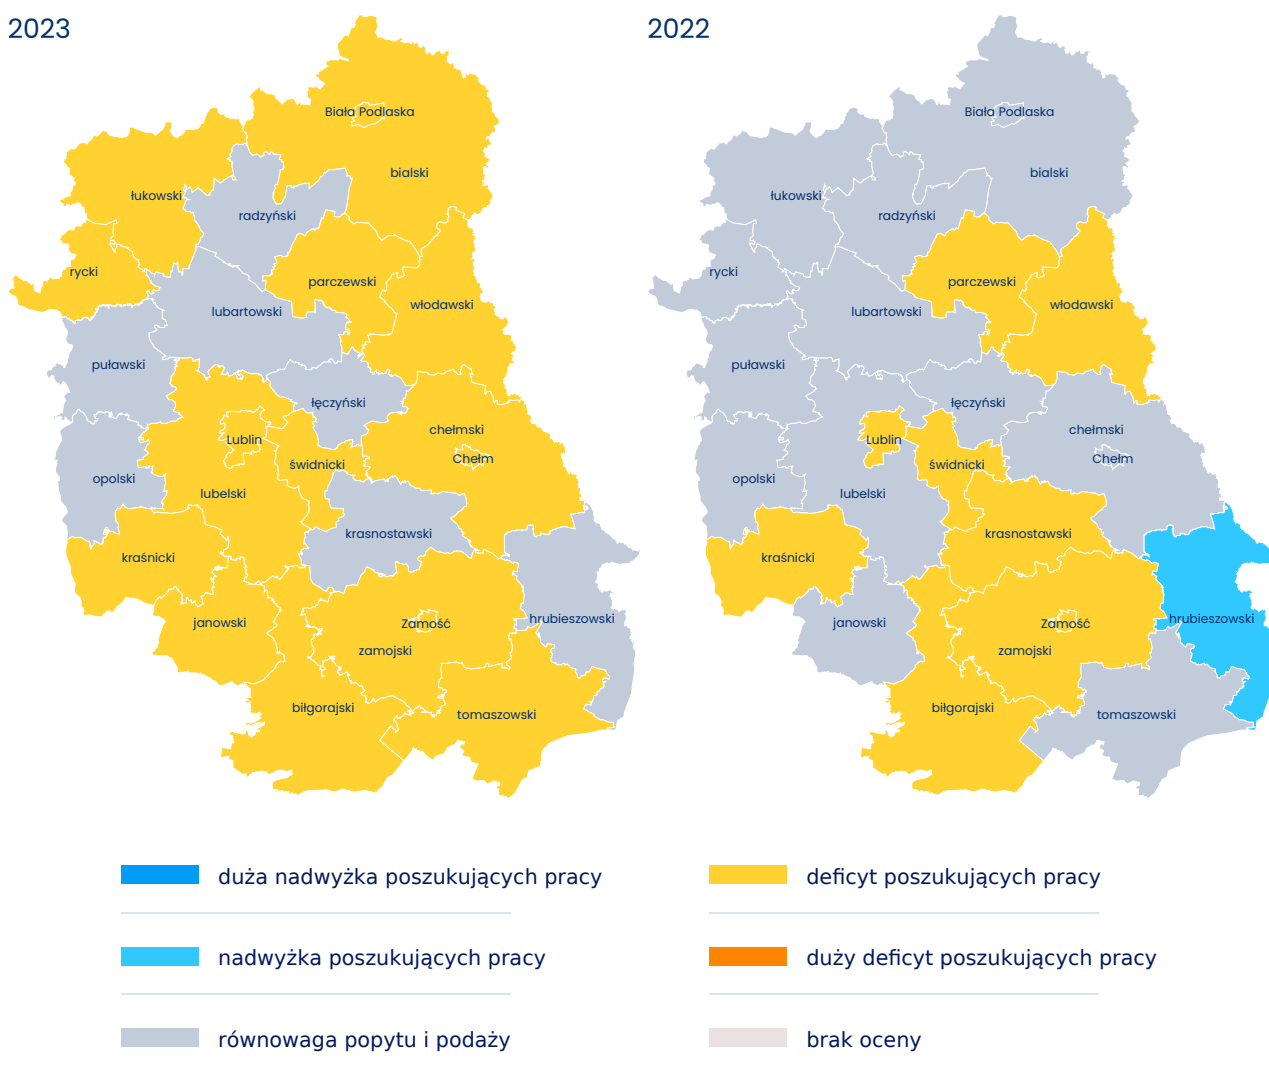 2023
2022
Biała Podlaska
bialski
łukowski
radzyński
rycki
parczewski
włodawski
lubartowski
puławski
łęczyński
chełmski
Lublin
Chełm
świdnicki
opolski
lubelski
krasnostawski
kraśnicki
janowski
hrubieszowski
Zamość
zamojski
biłgorajski
tomaszowski
Biała Podlaska
bialski
łukowski
radzyński
rycki
parczewski
włodawski
lubartowski
puławski
łęczyński
chełmski
Lublin
Chełm
świdnicki
opolski
lubelski
krasnostawski
kraśnicki
janowski
hrubieszowski
Zamość
zamojski
biłgorajski
tomaszowski
duża nadwyżka poszukujących pracy
nadwyżka poszukujących pracy
równowaga popytu i podaży
deficyt poszukujących pracy
duży deficyt poszukujących pracy
brak oceny